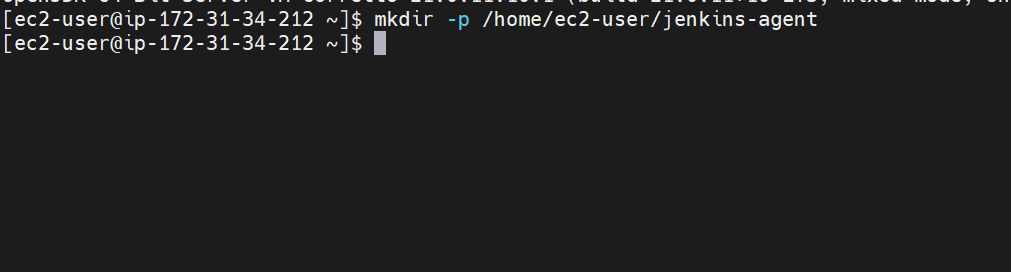 [ec2-user@ip-172-31-34-212 ~]$ mkdir -p /home/ec2-user/jenkins-agent
[ec2-user@ip-172-31-34-212 ~]$